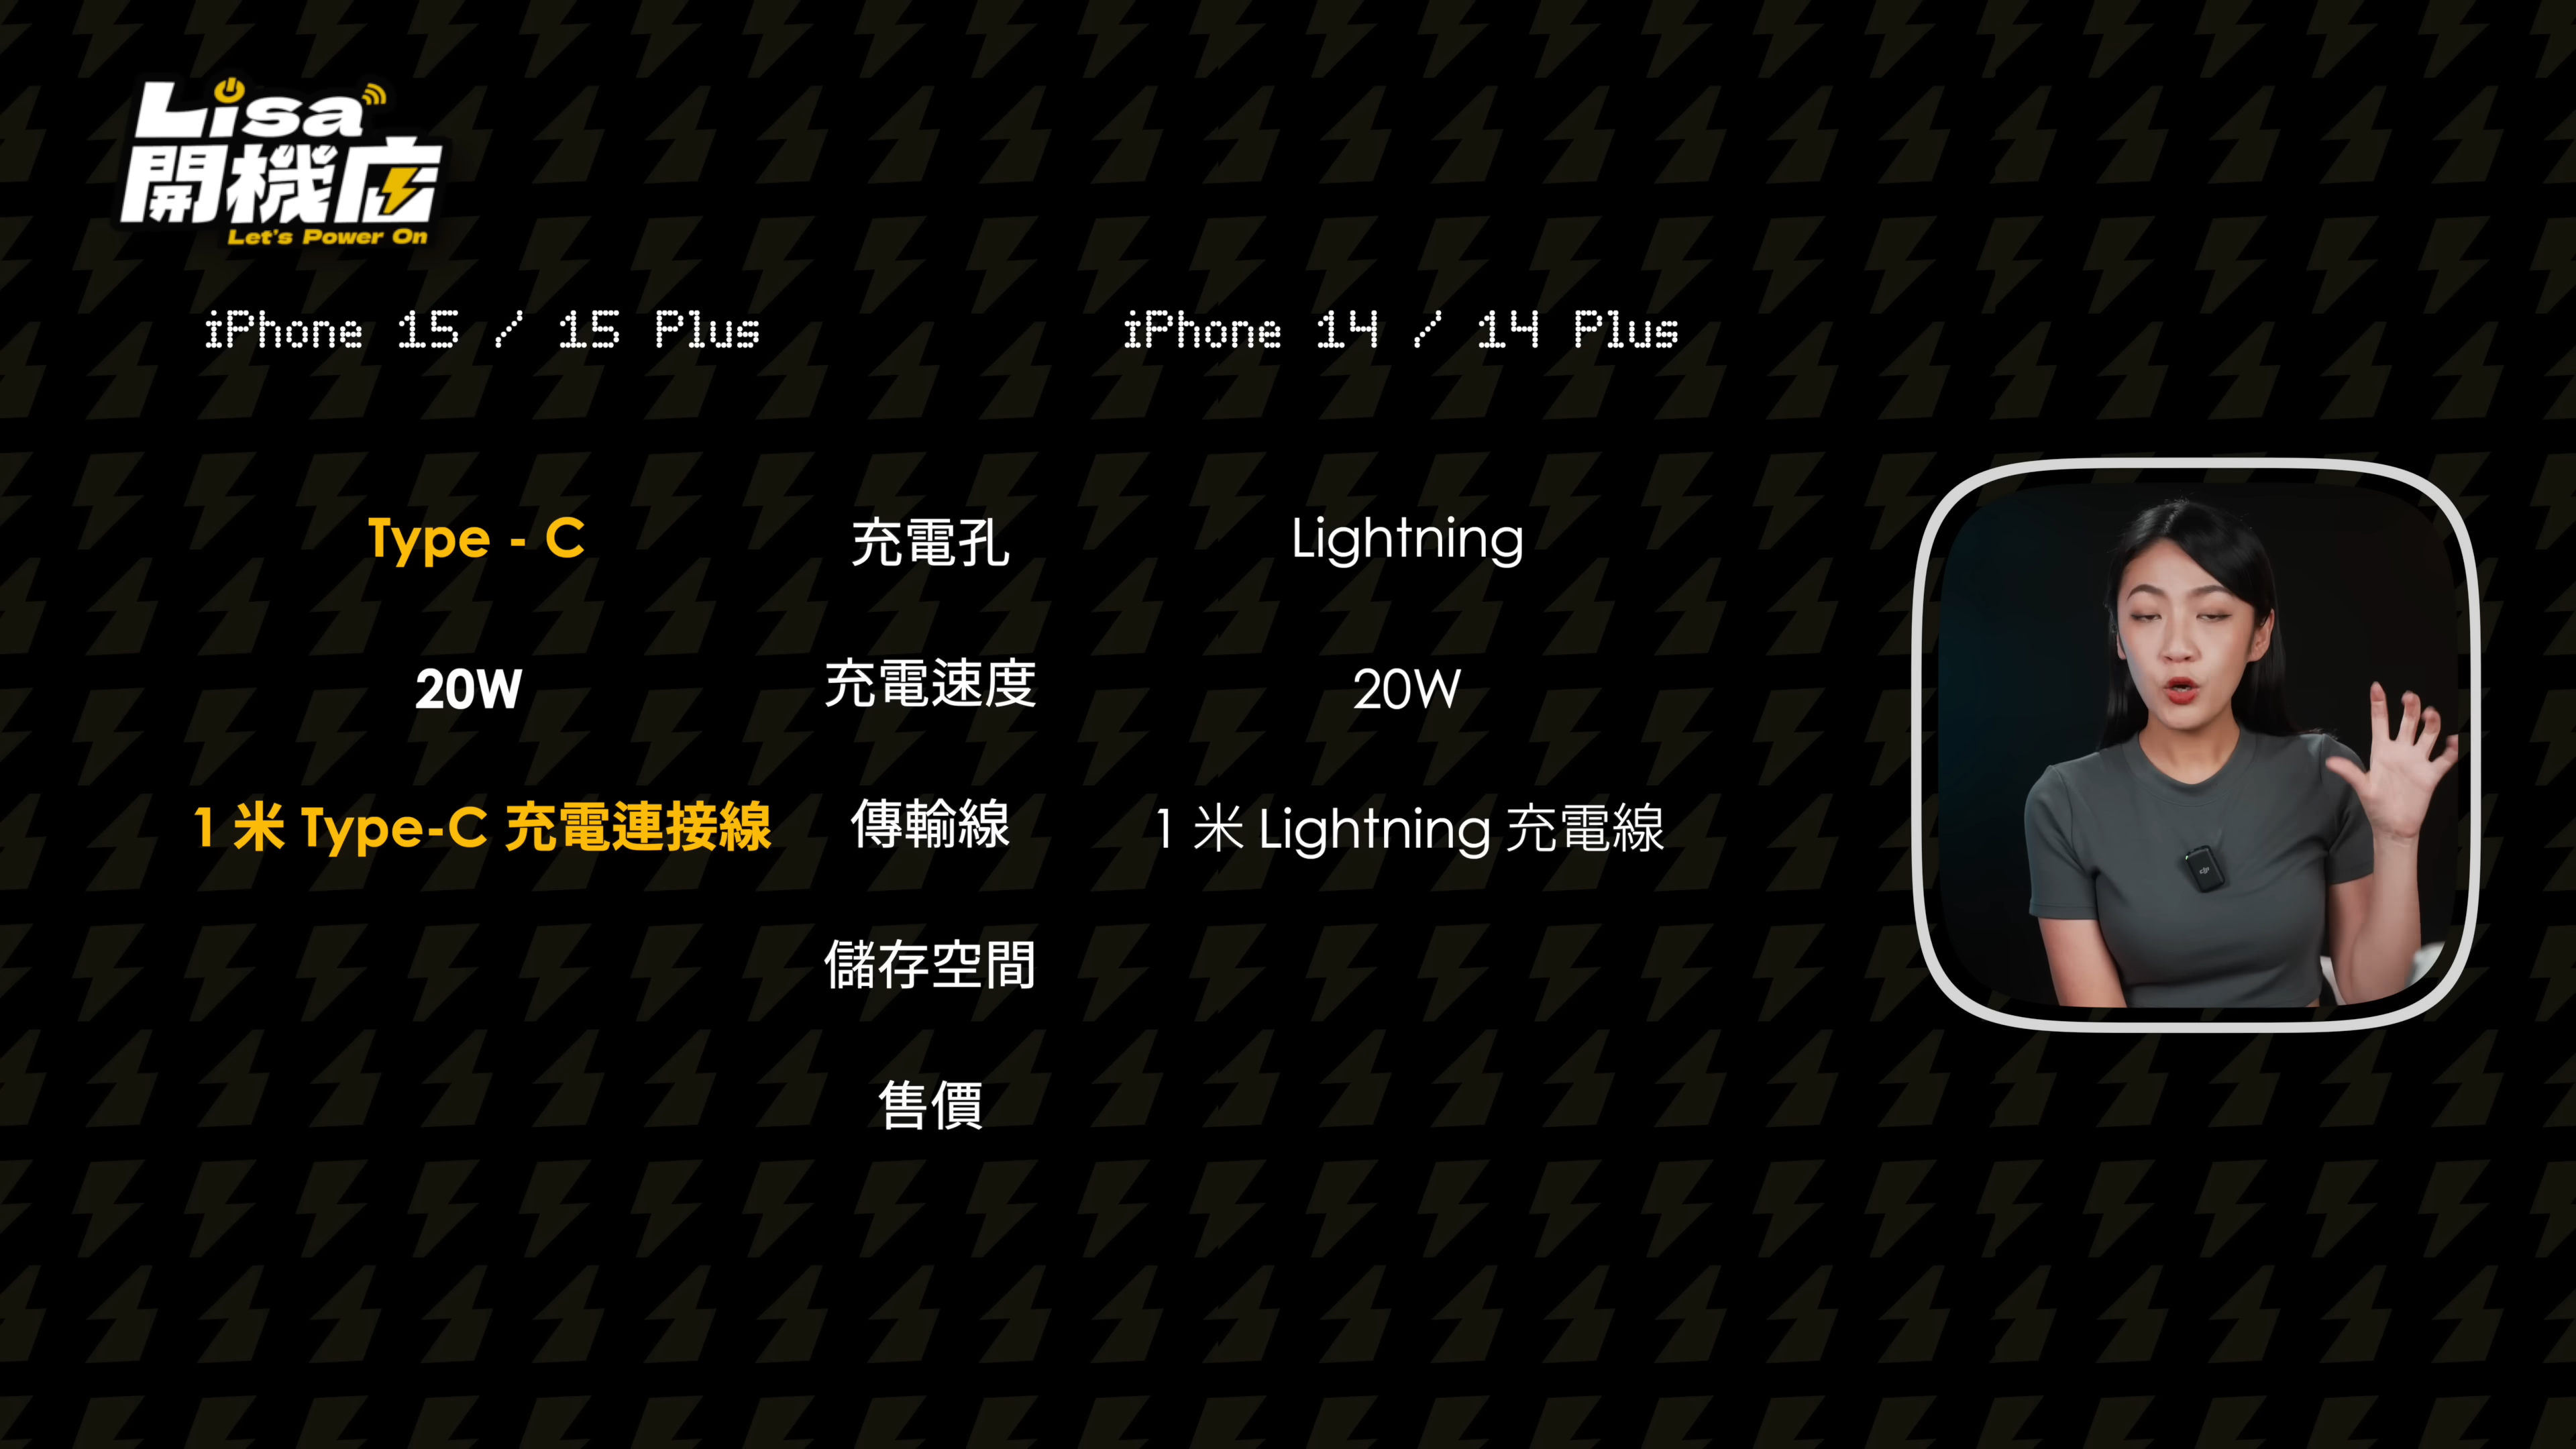 Lisa
開機店
Let's Power On
iPhone 15 / 15 Plus
iPhone 14 / 14 Plus
Type - C
充電孔
Lightning
20W
充電速度
20W
1 米 Type-C 充電連接線
傳輸線
1 米 Lightning 充電線
儲存空間
售價